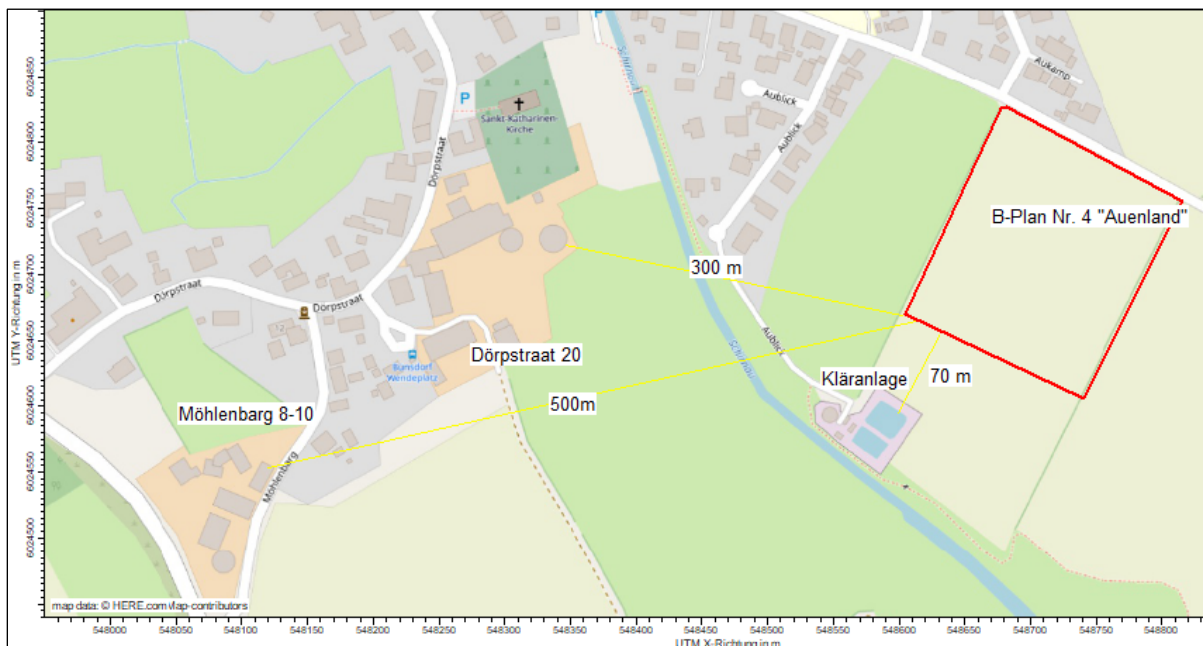 P
Schirnau
Aukamp
Aublick
P
Sankt-Katharinen-
Kirche
Aublick
Dörpstraat
B-Plan Nr. 4 "Auenland"
300 m
Dörpstraat
Dörpstraat
Aublick
Schirnau
Dörpstraat 20
Bünsdorf
Wendeplatz
Kläranlage
70 m
500m
Möhlenbarg 8-10
Möhlenbarg
map data: © HERE.com
UTM Y-Richtung in m
6024850
6024800
6024750
6024700
6024650
6024600
6024550
6024500
548000
548050
548100
548150
548200
548250
548300
548350
548400
548450
548500
548550
548600
548650
548700
548750
548800
UTM X-Richtung in m